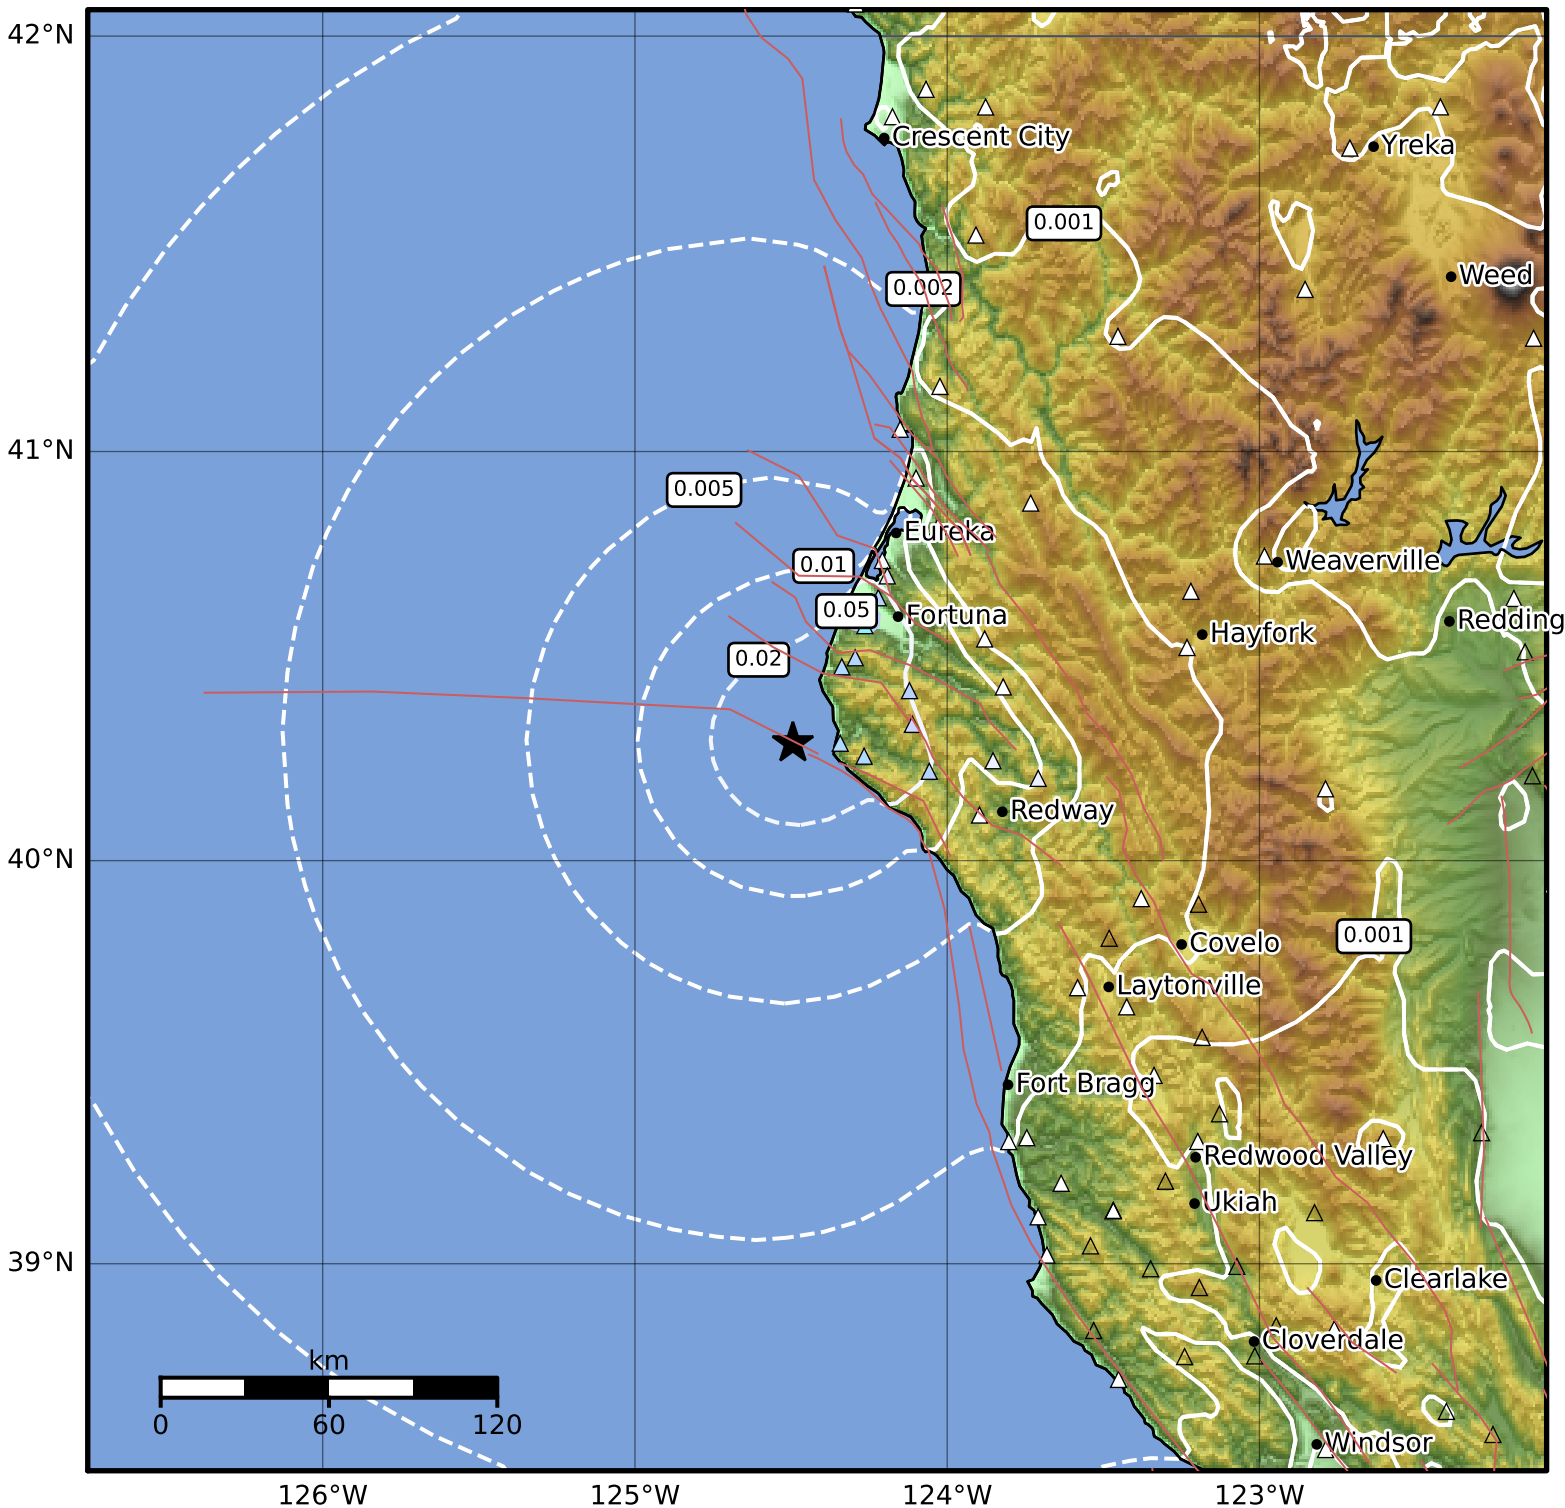 42°N
Crescent City
Yreka
0.001
Weed
0.002
41°N
0.005
Eureka
0.01
Weaverville
0.05
Fortuna
Redding
Hayfork
0.02
Redway
40°N
0.001
Covelo
Laytonville
Fort Bragg
Redwood Valley
Ukiah
39°N
Clearlake
Cloverdale
km
0 60 120
Windsor
126°W 125°W 124°W 123°W